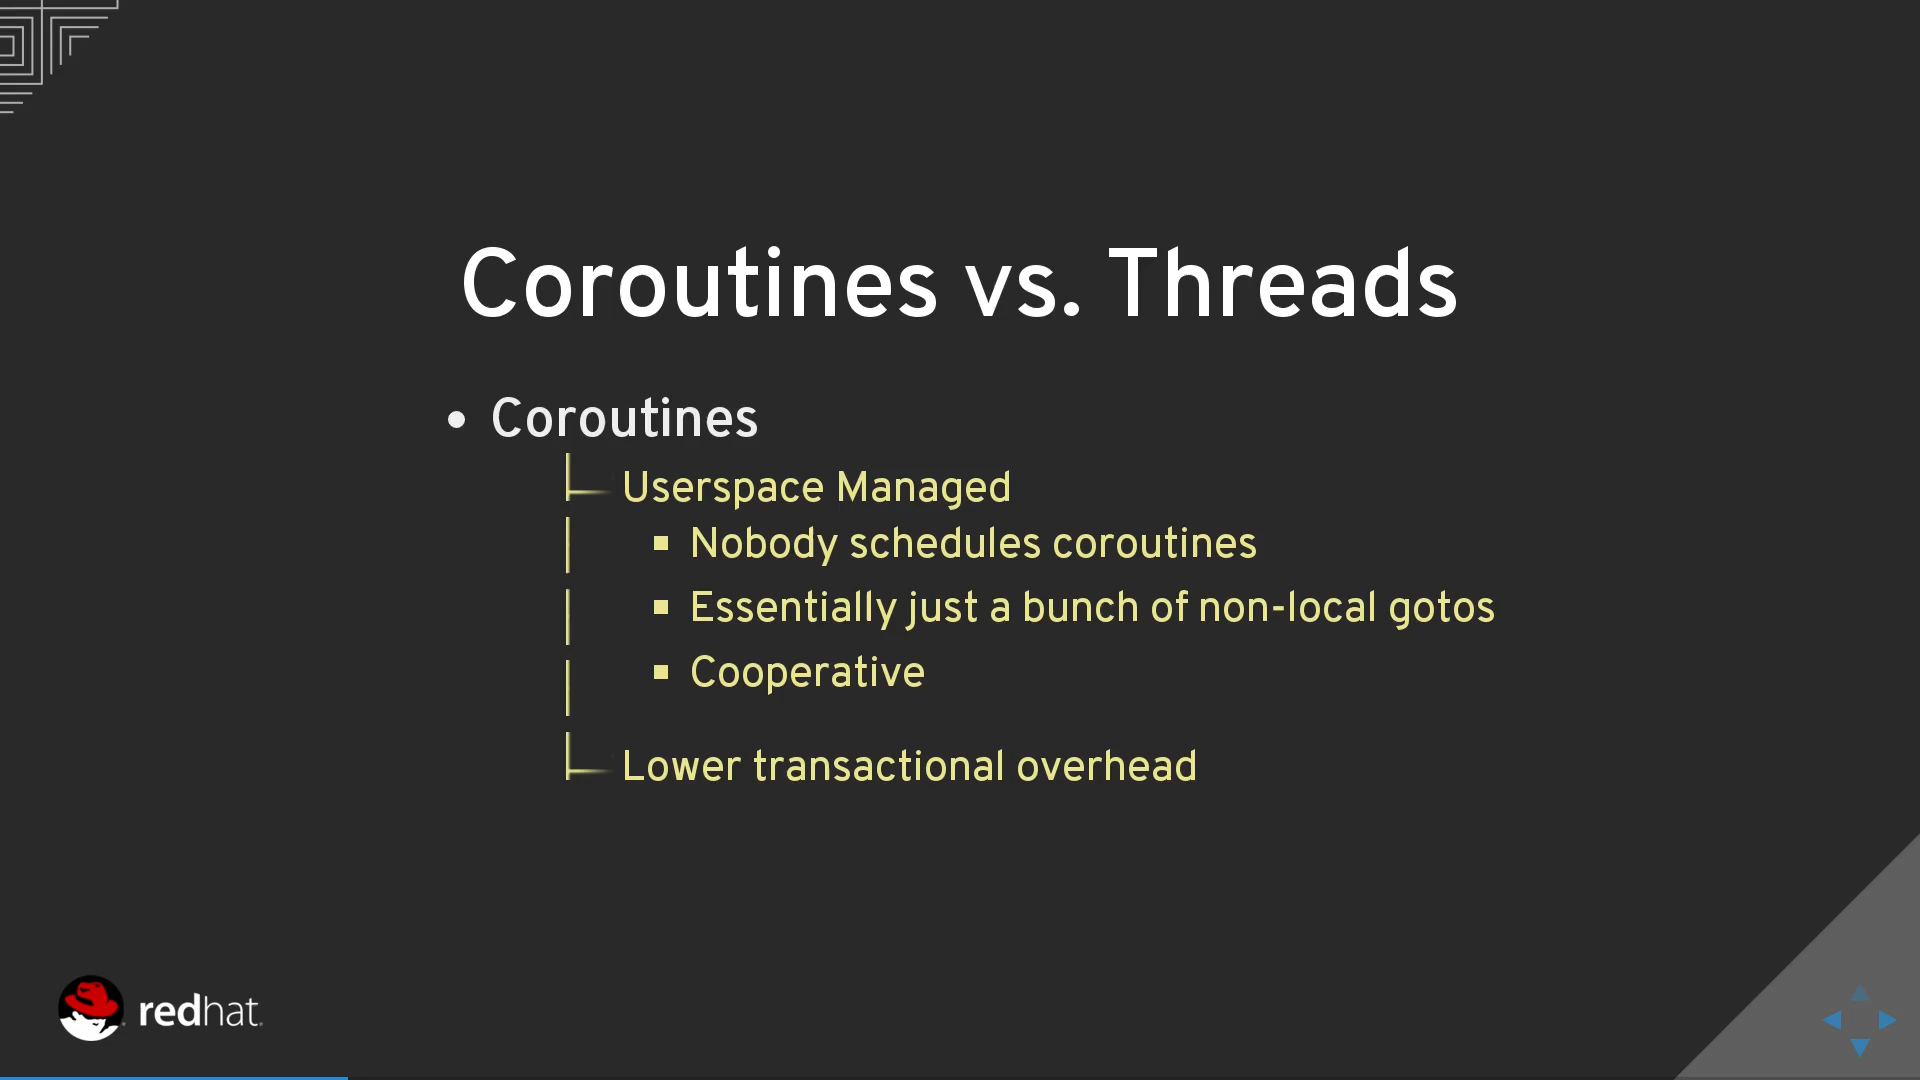 Coroutines vs. Threads
Coroutines
Userspace Managed
Nobody schedules coroutines
Essentially just a bunch of non-local gotos
Cooperative
Lower transactional overhead
redhat.